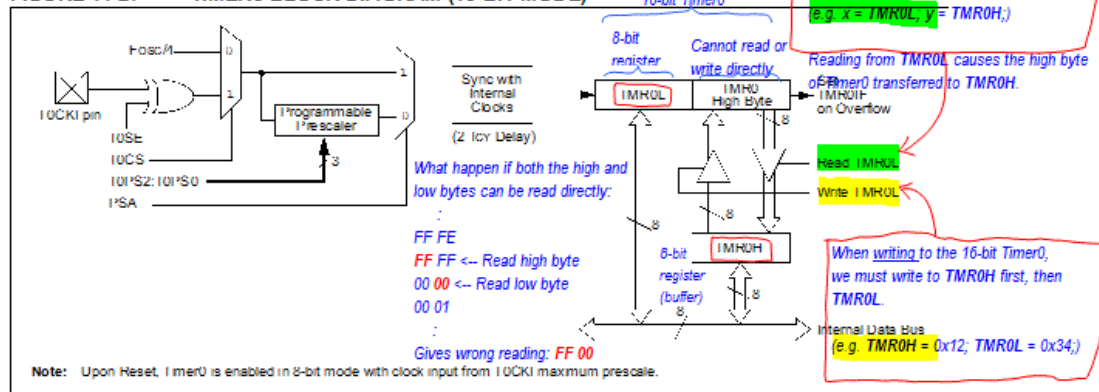 16-bit Timer0
(e.g. x = TMR0L; y = TMR0H;)
8-bit
register
Cannot read or
write directly
Reading from TMR0L causes the high byte
of Timer0 transferred to TMR0H.
Fosc/4
0
1
T0CKI pin
T0SE
T0CS
T0PS2:T0PS0
PSA
Programmable
Prescaler
3
1
0
Sync with
Internal
Clocks
(2 TCY Delay)
TMR0L
TMR0
High Byte
8
TMR0IF
on Overflow
Read TMR0L
Write TMR0L
8
8
TMR0H
8-bit
register
(buffer)
8
8
Internal Data Bus
What happen if both the high and
low bytes can be read directly:
:
FF FE
FF FF <-- Read high byte
00 00 <-- Read low byte
00 01
:
Gives wrong reading: FF 00
When writing to the 16-bit Timer0,
we must write to TMR0H first, then
TMR0L.
(e.g. TMR0H = 0x12; TMR0L = 0x34;)
Note: Upon Reset, Timer0 is enabled in 8-bit mode with clock input from T0CKI maximum prescale.